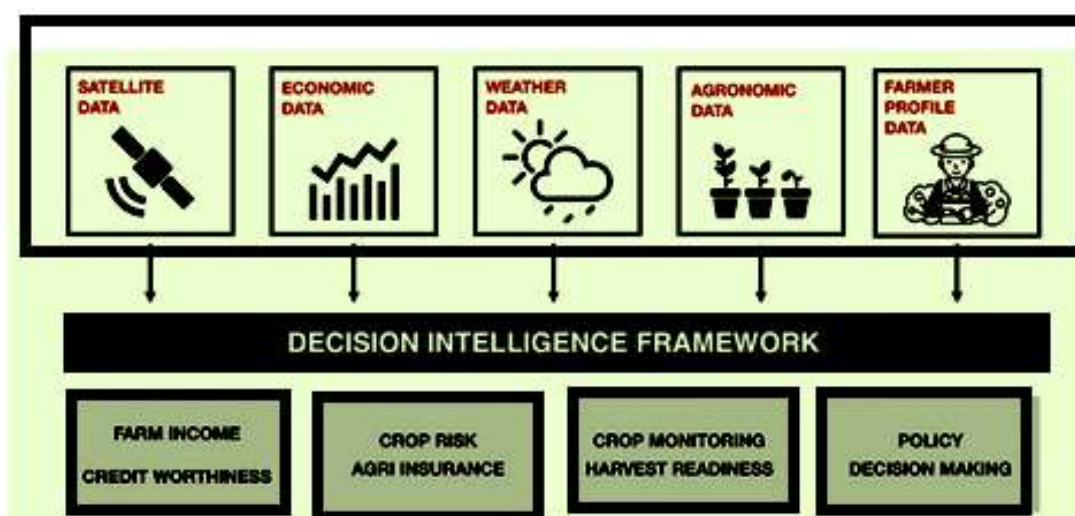 SATELLITE
DATA
ECONOMIC
DATA
WEATHER
DATA
AGRONOMIC
DATA
FARMER
PROFILE
DATA
DECISION INTELLIGENCE FRAMEWORK
FARM INCOME
CREDIT WORTHINESS
CROP RISK
AGRI INSURANCE
CROP MONITORING
HARVEST READINESS
POLICY
DECISION MAKING